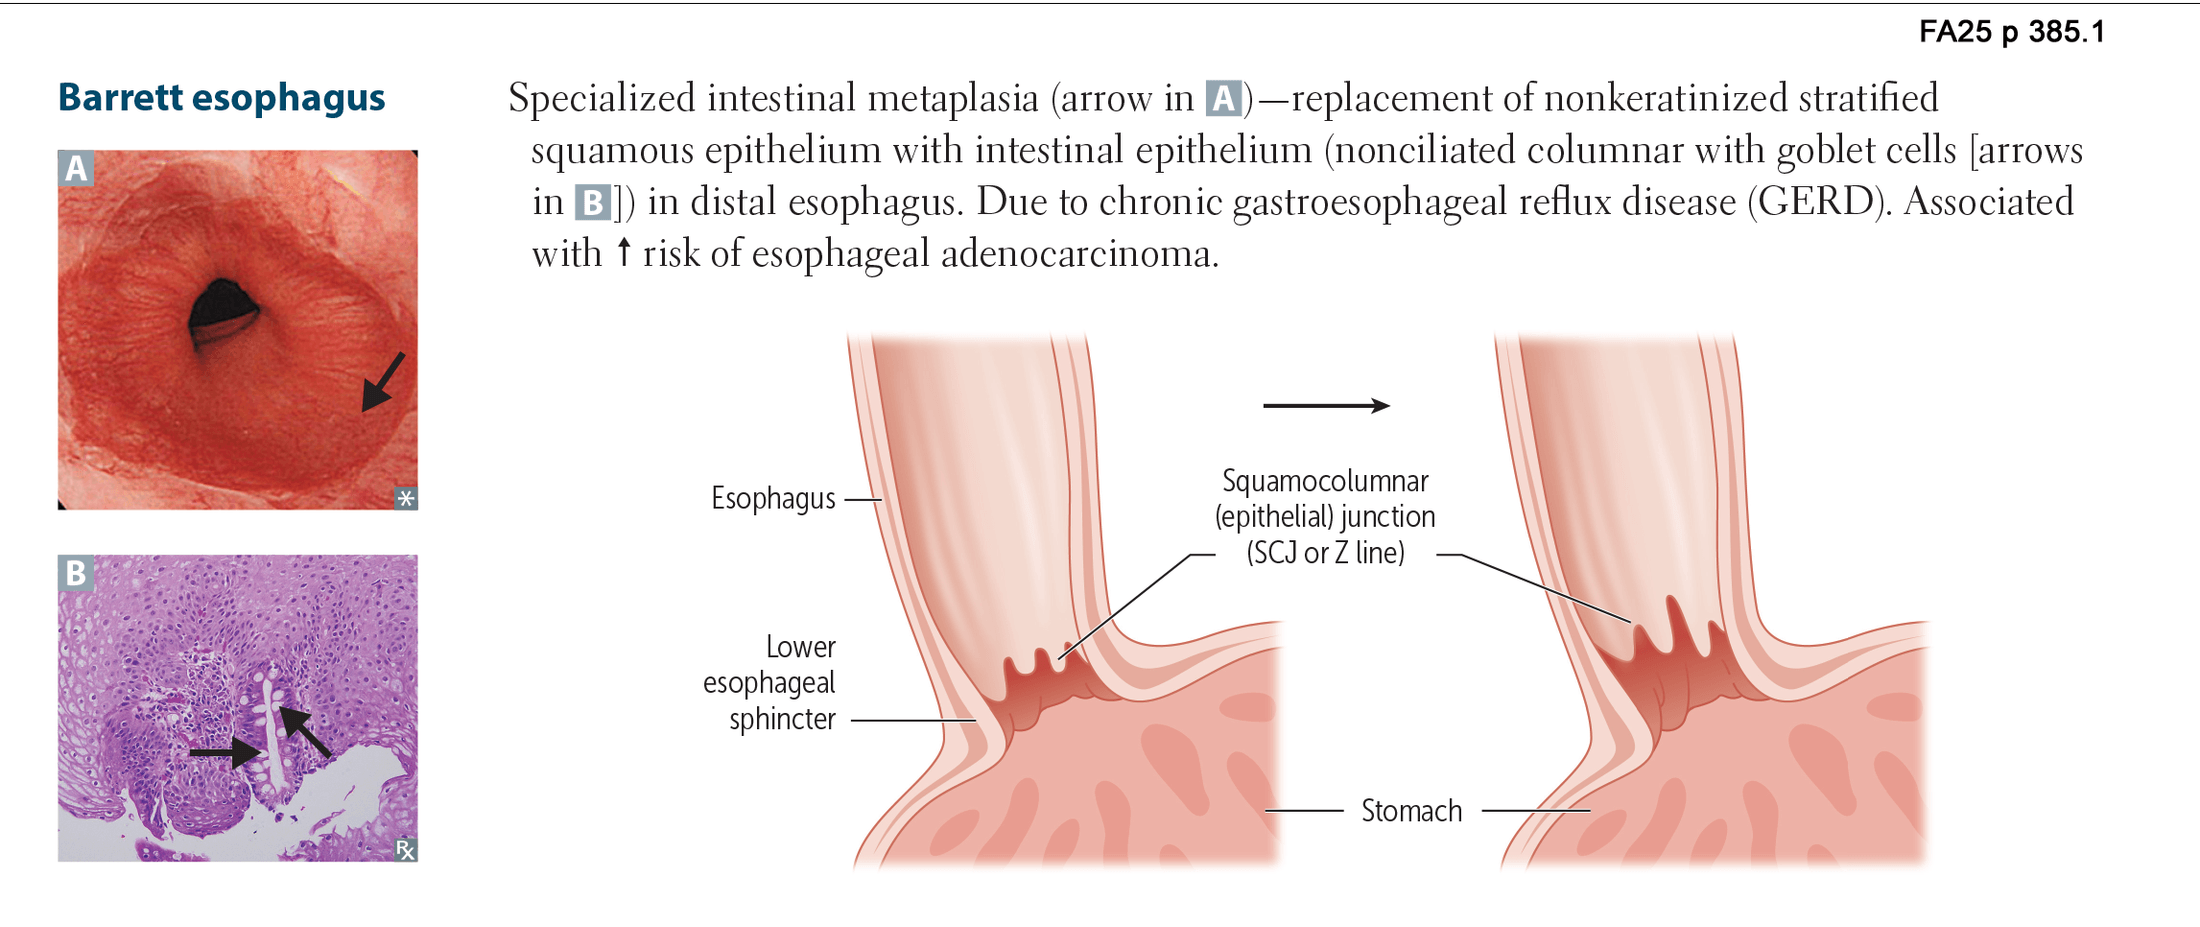 FA25 p 385.1
Barrett esophagus
A
B
Specialized intestinal metaplasia (arrow in A)—replacement of nonkeratinized stratified
squamous epithelium with intestinal epithelium (nonciliated columnar with goblet cells [arrows
in B]) in distal esophagus. Due to chronic gastroesophageal reflux disease (GERD). Associated
with ↑ risk of esophageal adenocarcinoma.
Esophagus
Squamocolumnar
(epithelial) junction
(SCJ or Z line)
Lower
esophageal
sphincter
Stomach
*
℞